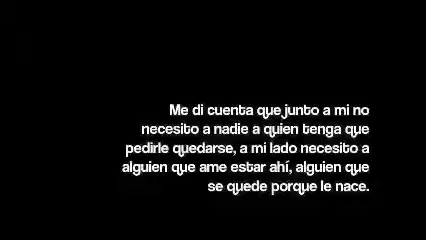 Me di cuenta que junto a mi no
necesito a nadie a quien tenga que
pedirle quedarse, a mi lado necesito a
alguien que ame estar ahí, alguien que
se quede porque le nace.